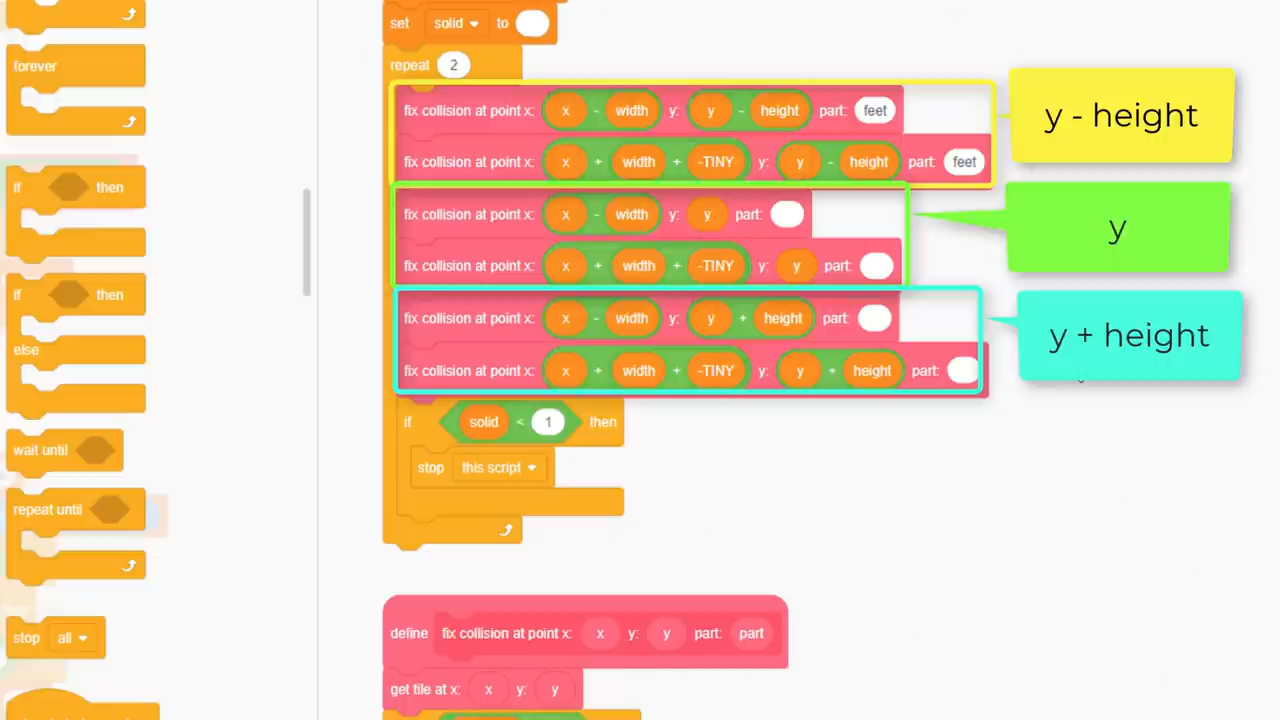 forever
if then
if then
else
wait until
repeat until
stop all
set solid to
repeat 2
fix collision at point x: x - width y: y - height part: feet
fix collision at point x: x + width + -TINY y: y - height part: feet
fix collision at point x: x - width y: y part:
fix collision at point x: x + width + -TINY y: y part:
fix collision at point x: x - width y: y + height part:
fix collision at point x: x + width + -TINY y: y + height part:
if solid < 1 then
stop this script
define fix collision at point x: x y: y part: part
get tile at x: x y: y
y - height
y
y + height